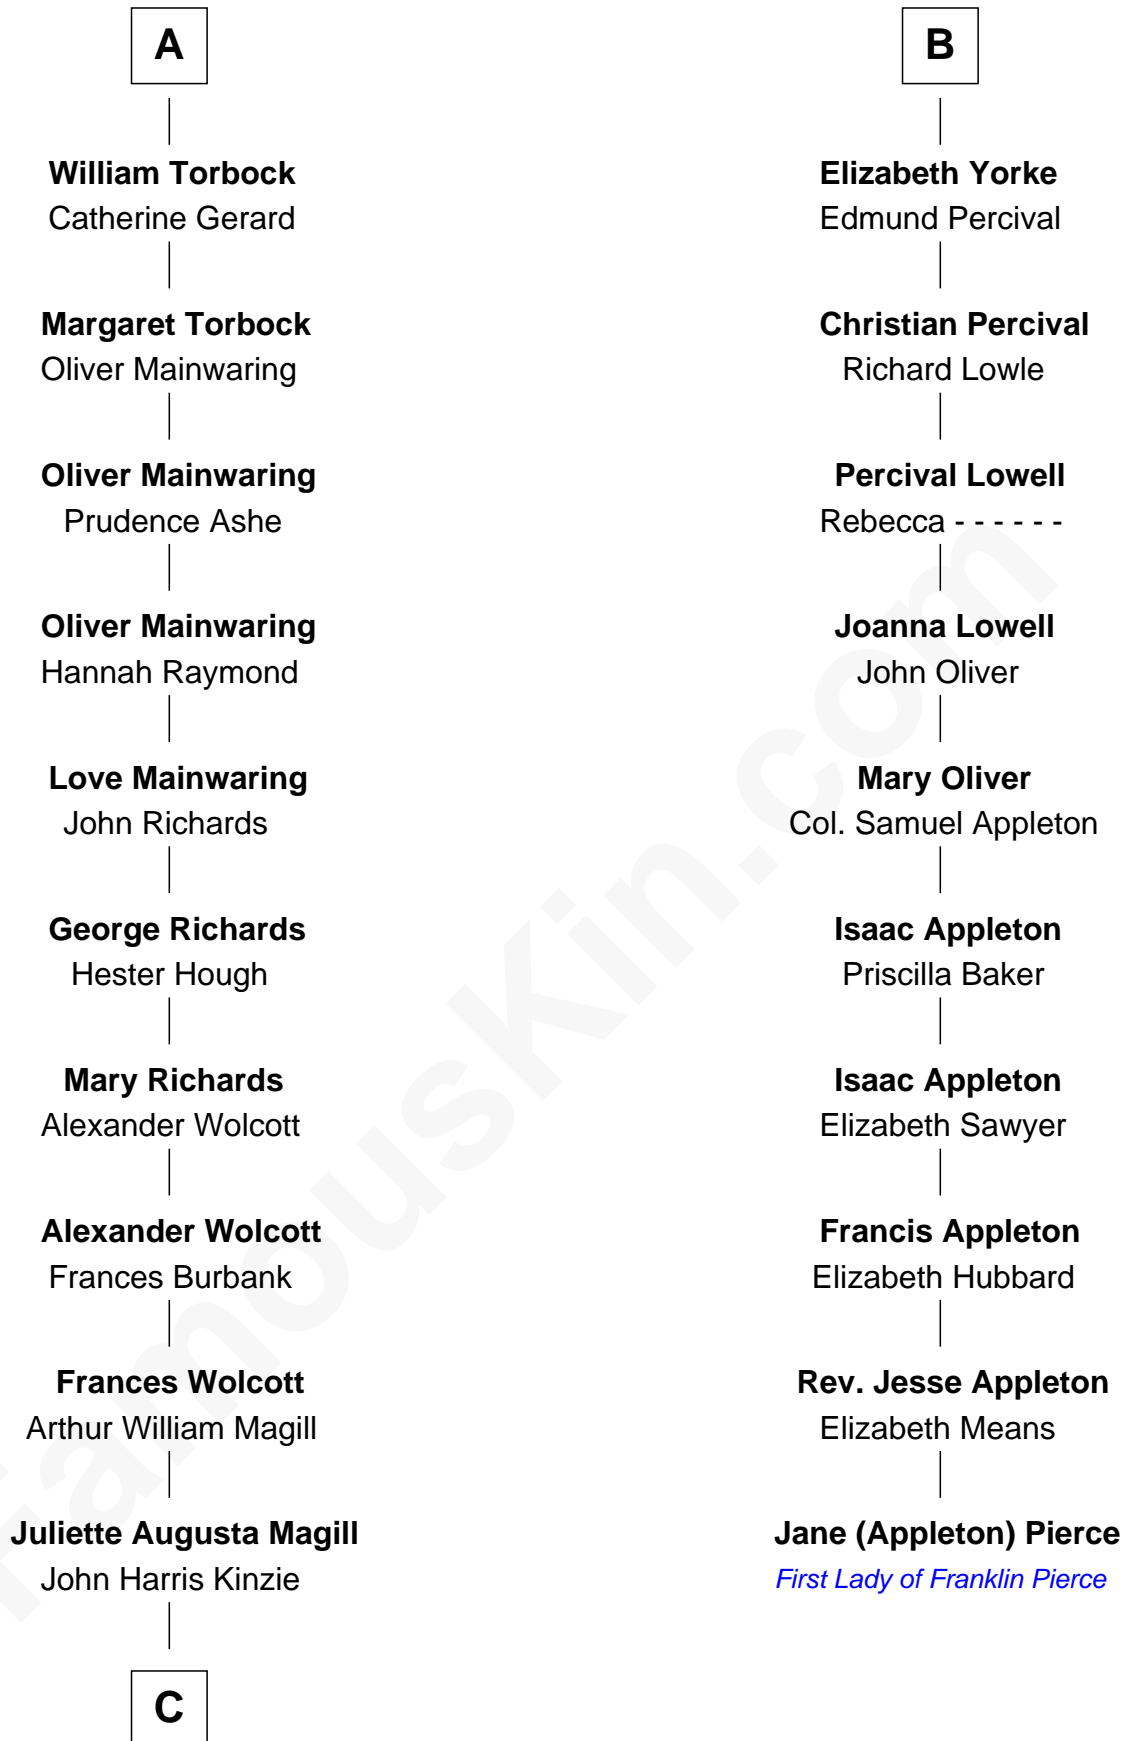 A
William Torbock
Catherine Gerard
Margaret Torbock
Oliver Mainwaring
Oliver Mainwaring
Prudence Ashe
Oliver Mainwaring
Hannah Raymond
Love Mainwaring
John Richards
George Richards
Hester Hough
Mary Richards
Alexander Wolcott
Alexander Wolcott
Frances Burbank
Frances Wolcott
Arthur William Magill
Juliette Augusta Magill
John Harris Kinzie
C
B
Elizabeth Yorke
Edmund Percival
Christian Percival
Richard Lowle
Percival Lowell
Rebecca - - - - - -
Joanna Lowell
John Oliver
Mary Oliver
Col. Samuel Appleton
Isaac Appleton
Priscilla Baker
Isaac Appleton
Elizabeth Sawyer
Francis Appleton
Elizabeth Hubbard
Rev. Jesse Appleton
Elizabeth Means
Jane (Appleton) Pierce
First Lady of Franklin Pierce
FamousKin.com